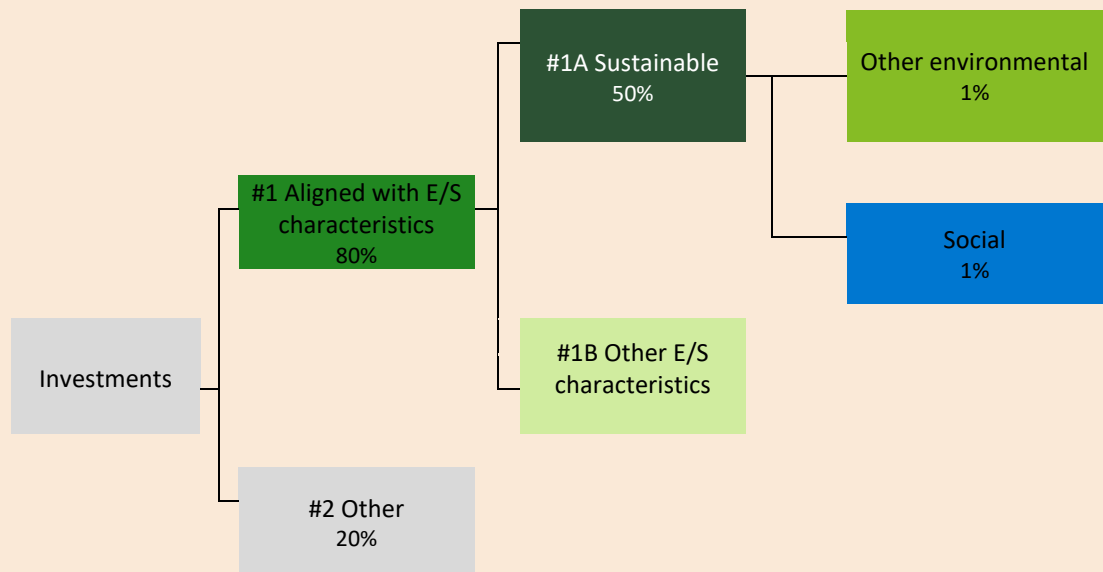 #1A Sustainable
50%
Other environmental
1%
#1 Aligned with E/S
characteristics
80%
Social
1%
Investments
#1B Other E/S
characteristics
#2 Other
20%